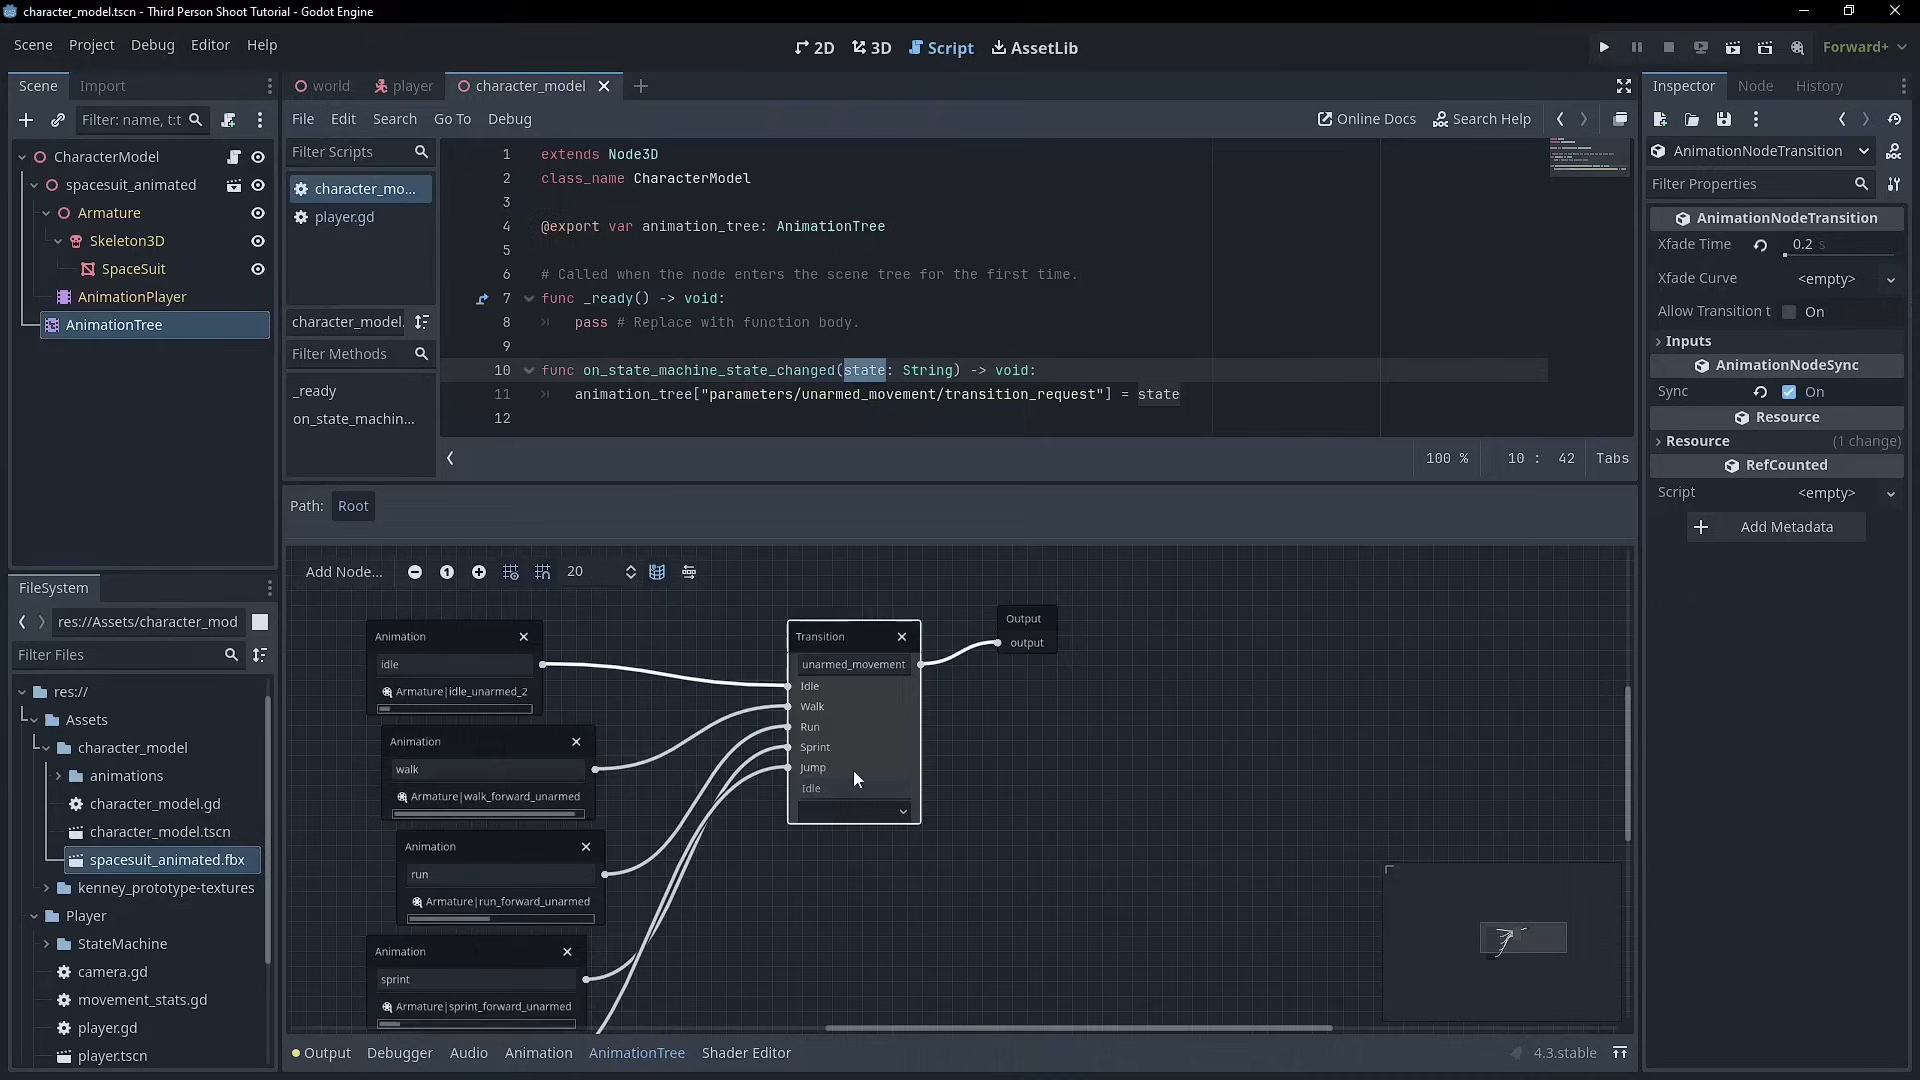 character_model.tscn - Third Person Shoot Tutorial - Godot Engine
Scene Project Debug Editor Help
2D 3D Script AssetLib
Forward+
Scene Import
Filter: name, t:t
CharacterModel
spacesuit_animated
Armature
Skeleton3D
SpaceSuit
AnimationPlayer
AnimationTree
FileSystem
res://Assets/character_mod
Filter Files
res://
Assets
character_model
animations
character_model.gd
character_model.tscn
spacesuit_animated.fbx
kenney_prototype-textures
Player
StateMachine
camera.gd
movement_stats.gd
player.gd
player.tscn
world player character_model
File Edit Search Go To Debug
Online Docs Search Help
Filter Scripts
character_mo...
player.gd
character_model.
Filter Methods
_ready
on_state_machin...
1 extends Node3D
2 class_name CharacterModel
3
4 @export var animation_tree: AnimationTree
5
6 # Called when the node enters the scene tree for the first time.
7 func _ready() -> void:
8 pass # Replace with function body.
9
10 func on_state_machine_state_changed(state: String) -> void:
11 animation_tree["parameters/unarmed_movement/transition_request"] = state
12
100 % 10 : 42 Tabs
Path: Root
Add Node... 20
Animation
idle
Armature|idle_unarmed_2
Animation
walk
Armature|walk_forward_unarmed
Animation
run
Armature|run_forward_unarmed
Animation
sprint
Armature|sprint_forward_unarmed
Transition
unarmed_movement
Idle
Walk
Run
Sprint
Jump
Idle
Output
output
Output Debugger Audio Animation AnimationTree Shader Editor
4.3.stable
Inspector Node History
AnimationNodeTransition
Filter Properties
AnimationNodeTransition
Xfade Time 0.2 s
Xfade Curve <empty>
Allow Transition t On
Inputs
AnimationNodeSync
Sync On
Resource
Resource (1 change)
RefCounted
Script <empty>
Add Metadata